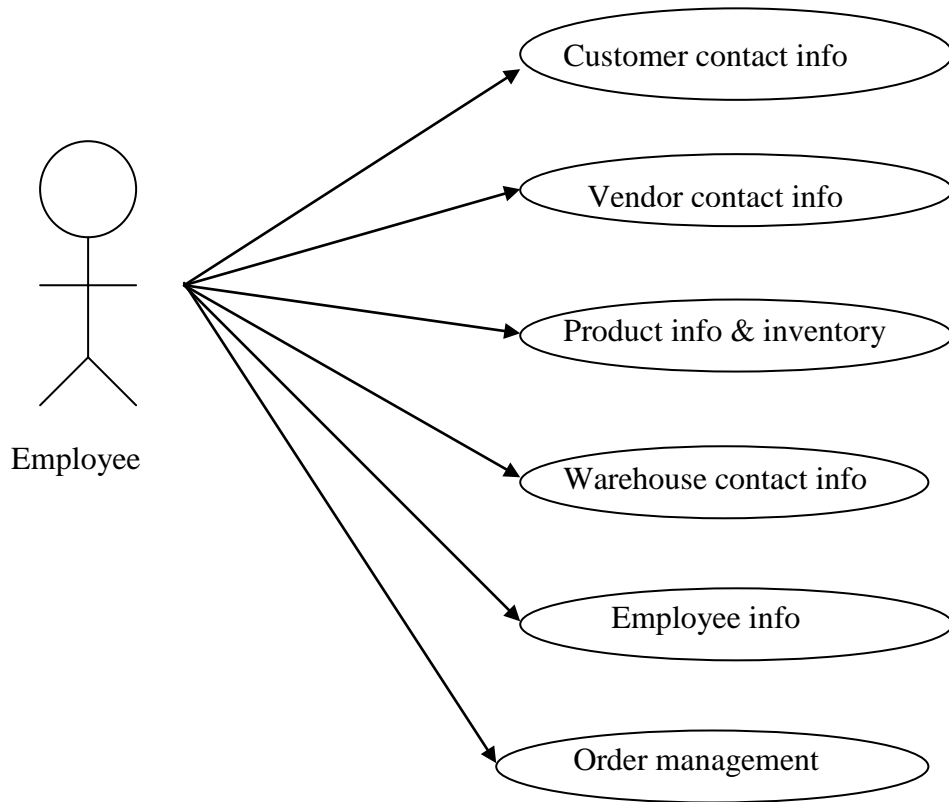 Customer contact info
Vendor contact info
Product info & inventory
Employee
Warehouse contact info
Employee info
Order management